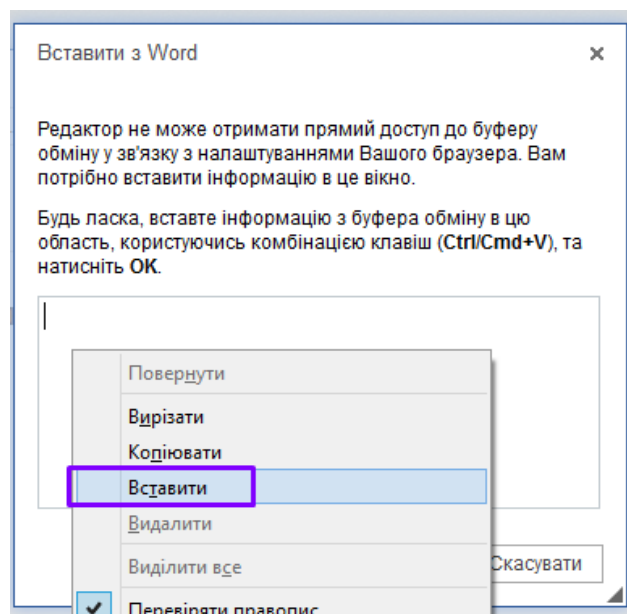 Вставити з Word
×
Редактор не може отримати прямий доступ до буферу
обміну у зв'язку з налаштуваннями Вашого браузера. Вам
потрібно вставити інформацію в це вікно.
Будь ласка, вставте інформацію з буфера обміну в цю
область, користуючись комбінацією клавіш (Ctrl/Cmd+V), та
натисніть OK.
Повернути
Вирізати
Копіювати
Вставити
Видалити
Виділити все
Скасувати
Перевіряти правопис